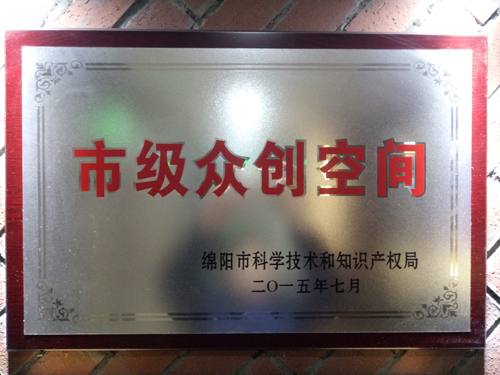 市级众创空间
绵阳市科学技术和知识产权局
二〇一五年七月